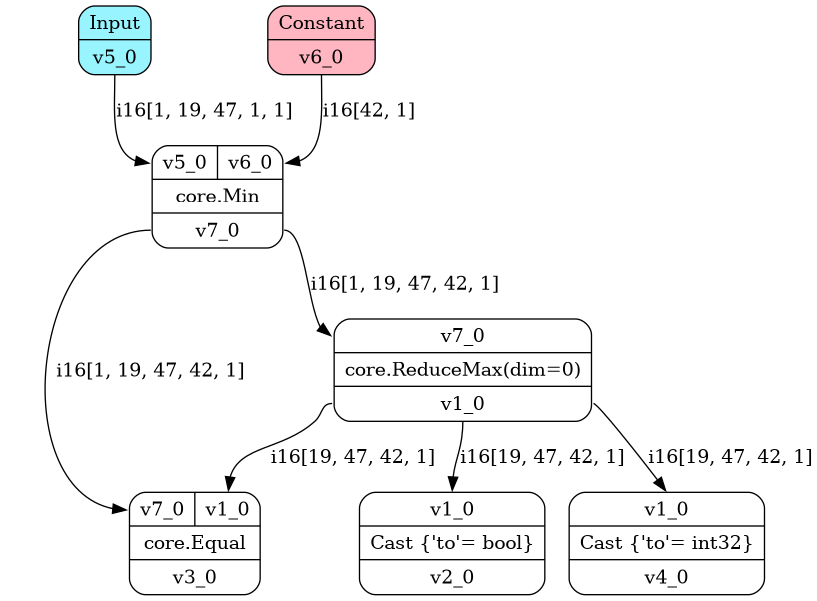 Input
v5_0
Constant
v6_0
i16[1, 19, 47, 1, 1]
i16[42, 1]
v5_0 v6_0
core.Min
v7_0
i16[1, 19, 47, 42, 1]
v7_0
core.ReduceMax(dim=0)
v1_0
i16[1, 19, 47, 42, 1]
i16[19, 47, 42, 1]
i16[19, 47, 42, 1]
i16[19, 47, 42, 1]
v7_0 v1_0
core.Equal
v3_0
v1_0
Cast {'to'= bool}
v2_0
v1_0
Cast {'to'= int32}
v4_0